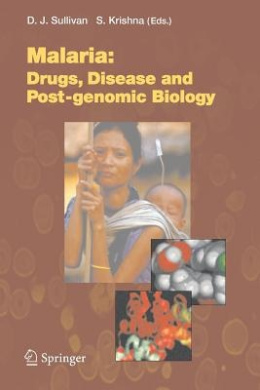 D. J. Sullivan  S. Krishna (Eds.)
Malaria:
Drugs, Disease and
Post-genomic Biology
Springer